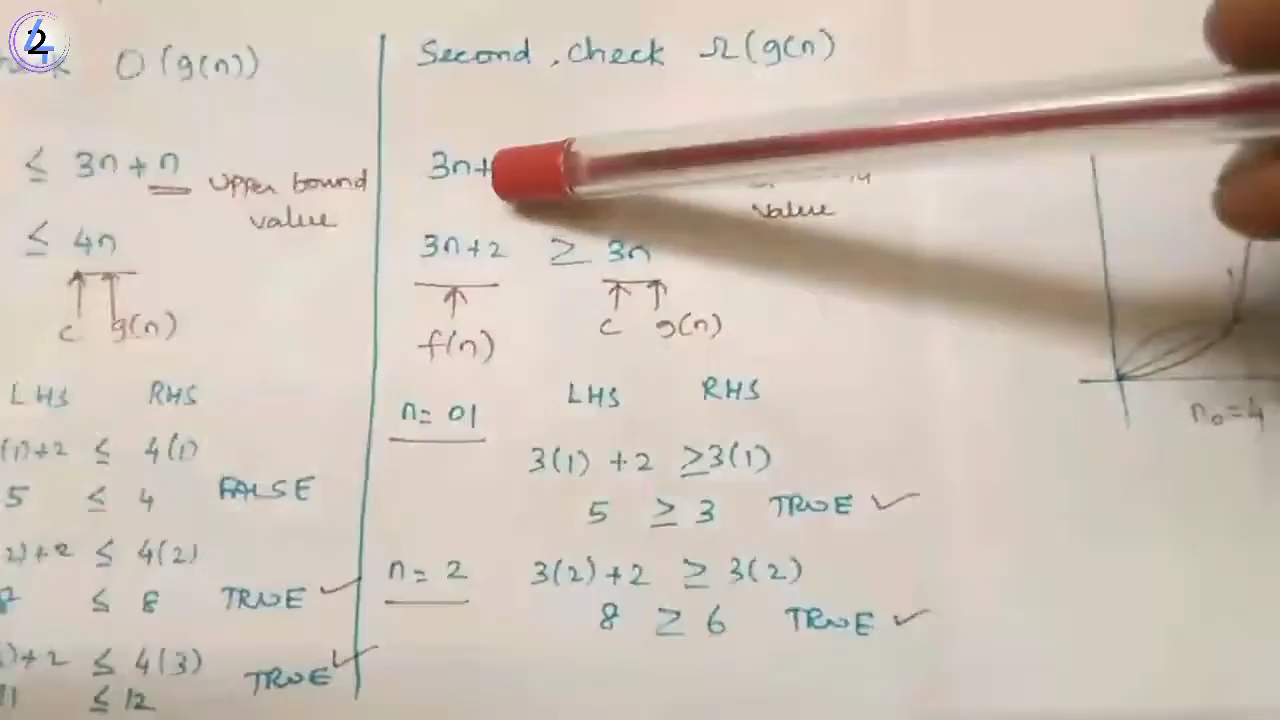 O(g(n))
≤ 3n+n upper bound
value
≤ 4n
c g(n)
LHS RHS
(1)+2 ≤ 4(1)
5 ≤ 4 FALSE
2)+2 ≤ 4(2)
8 ≤ 8 TRUE
)+2 ≤ 4(3) TRUE
11 ≤ 12
Second, check Ω(g(n)
3n+
value
3n+2 ≥ 3n
c g(n)
f(n)
LHS RHS
n= 01
3(1) +2 ≥3(1)
5 ≥ 3 TRUE ✓
n= 2 3(2)+2 ≥ 3(2)
8 ≥ 6 TRUE ✓
n₀=4